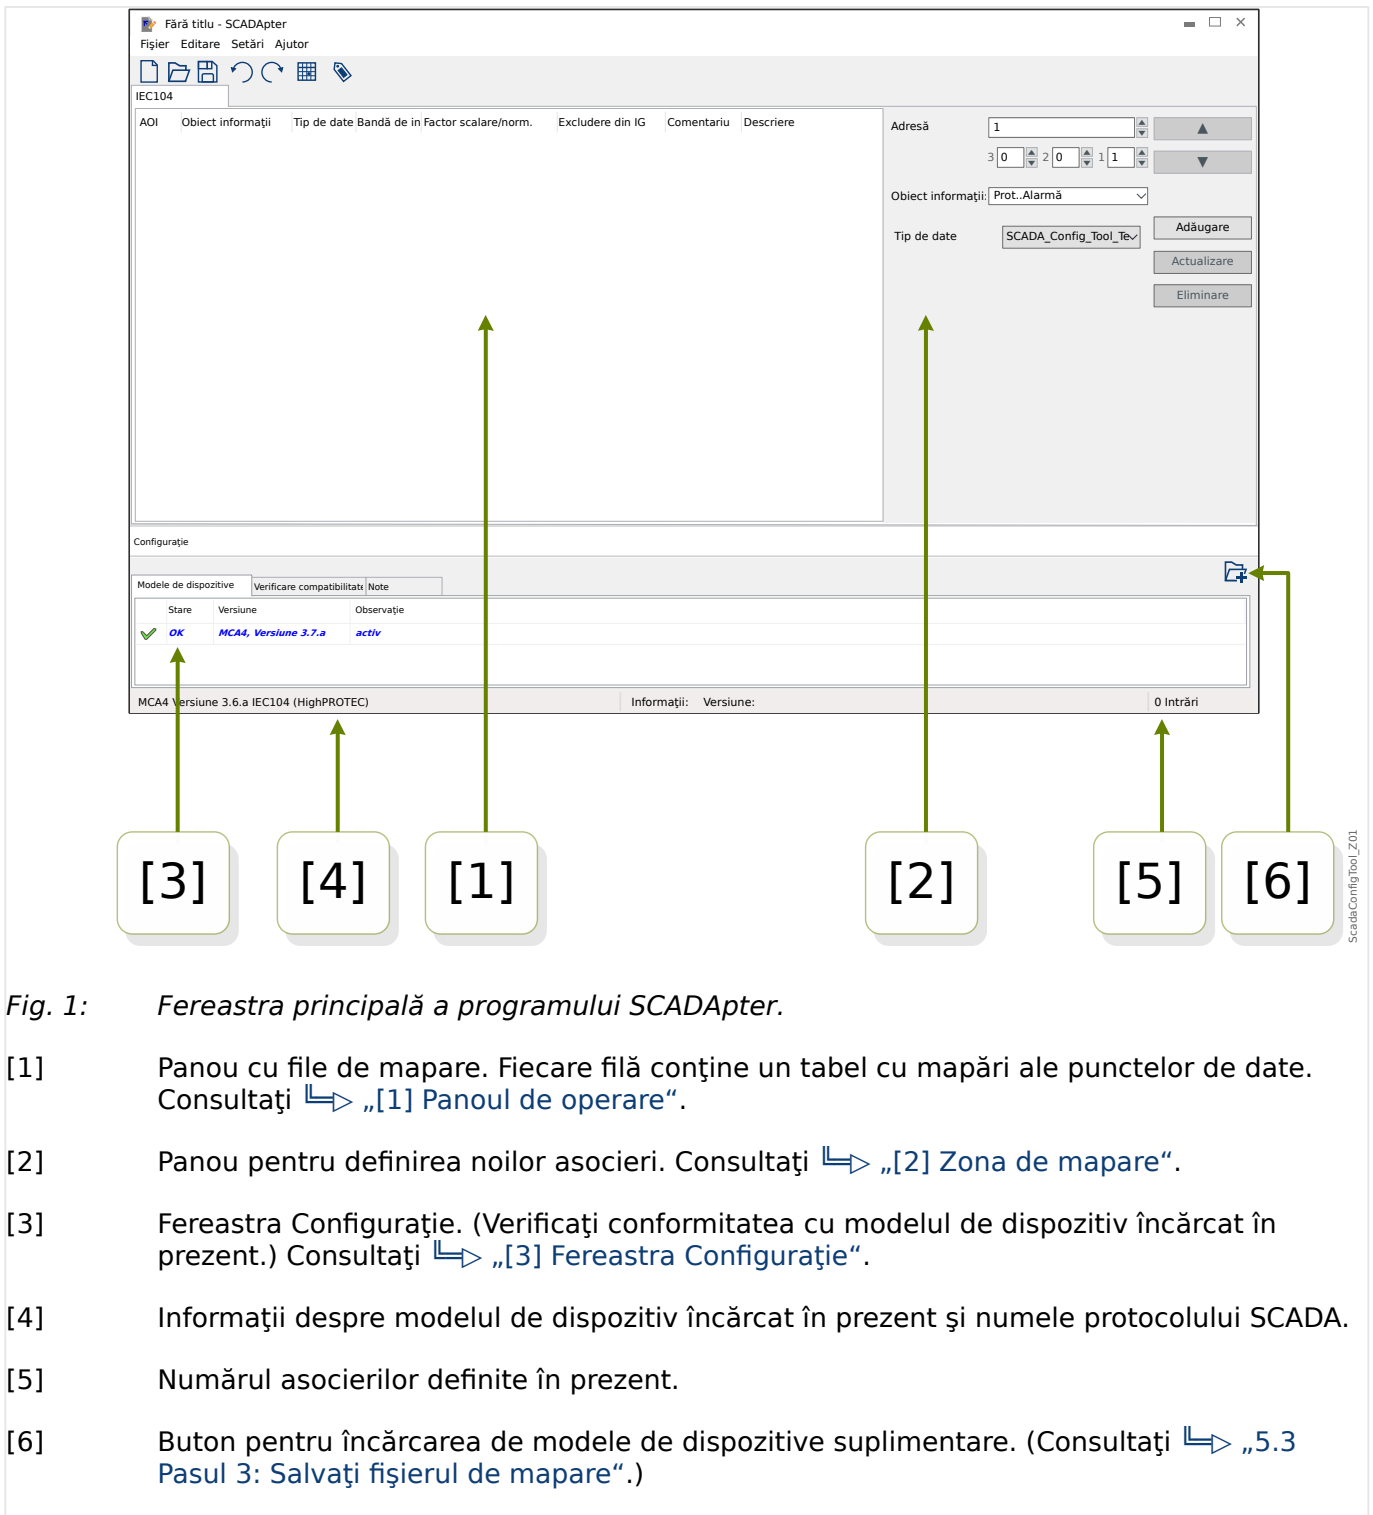 Fără titlu - SCADApter
Fişier Editare Setări Ajutor
IEC104
AOI Obiect informaţii Tip de date Bandă de in Factor scalare/norm. Excludere din IG Comentariu Descriere
Adresă 1
3 0 2 0 1 1
Obiect informaţii: Prot..Alarmă
Tip de date SCADA_Config_Tool_Te
Adăugare
Actualizare
Eliminare
Configuraţie
Modele de dispozitive Verificare compatibilitate Note
Stare Versiune Observaţie
OK MCA4, Versiune 3.7.a activ
MCA4 Versiune 3.6.a IEC104 (HighPROTEC) Informaţii: Versiune: 0 Intrări
[3] [4] [1] [2] [5] [6]
ScadaConfigTool_Z01
Fig. 1: Fereastra principală a programului SCADApter.
[1] Panou cu file de mapare. Fiecare filă conţine un tabel cu mapări ale punctelor de date.
Consultaţi „[1] Panoul de operare“.
[2] Panou pentru definirea noilor asocieri. Consultaţi „[2] Zona de mapare“.
[3] Fereastra Configuraţie. (Verificaţi conformitatea cu modelul de dispozitiv încărcat în
prezent.) Consultaţi „[3] Fereastra Configuraţie“.
[4] Informaţii despre modelul de dispozitiv încărcat în prezent şi numele protocolului SCADA.
[5] Numărul asocierilor definite în prezent.
[6] Buton pentru încărcarea de modele de dispozitive suplimentare. (Consultaţi „5.3
Pasul 3: Salvaţi fişierul de mapare“.)